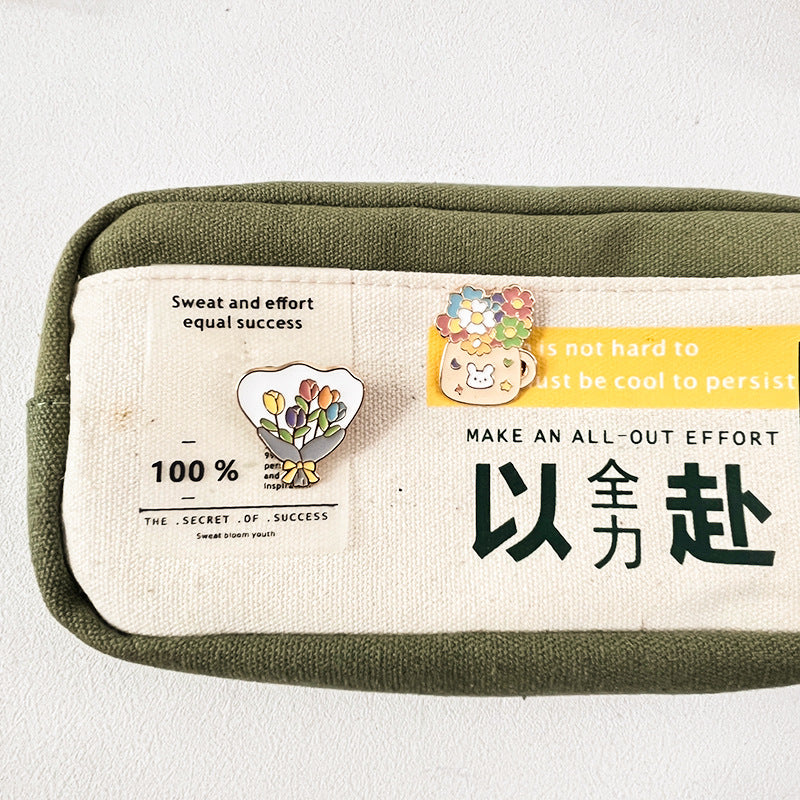 Sweat and effort
equal success
100 %
and
THE .SECRET .OF .SUCCESS
Sweat bloom youth
is not hard to
ust be cool to persist
MAKE AN ALL-OUT EFFORT
以全力赴